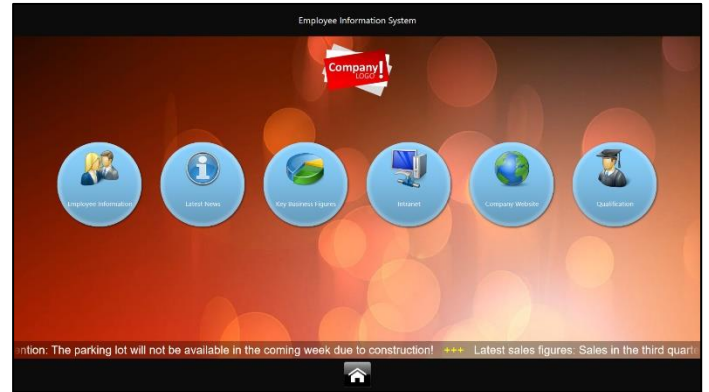 Employee Information System
Company!
LOGO
Employee Information
Latest News
Key Business Figures
Intranet
Company Website
Qualification
ention: The parking lot will not be available in the coming week due to construction! +++ Latest sales figures: Sales in the third quarte